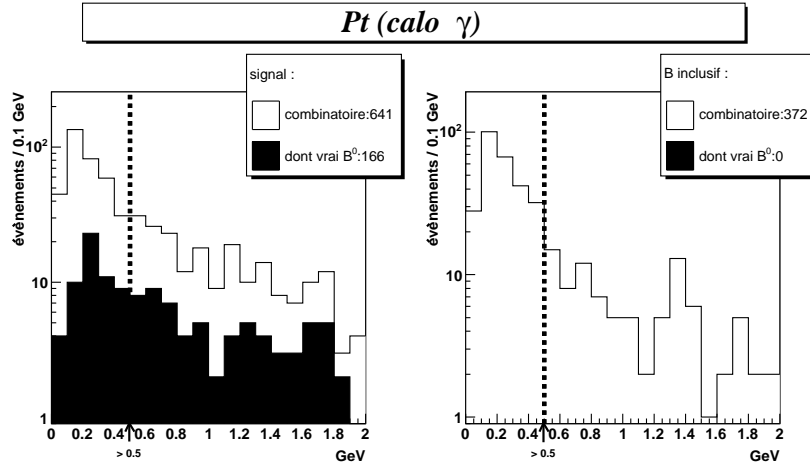 Pt (calo γ)
signal :
combinatoire:641
dont vrai B⁰:166
évènements / 0.1 GeV
10²
10
1
0 0.2 0.4 0.6 0.8 1 1.2 1.4 1.6 1.8 2
> 0.5
GeV
B inclusif :
combinatoire:372
dont vrai B⁰:0
évènements / 0.1 GeV
10²
10
1
0 0.2 0.4 0.6 0.8 1 1.2 1.4 1.6 1.8 2
> 0.5
GeV